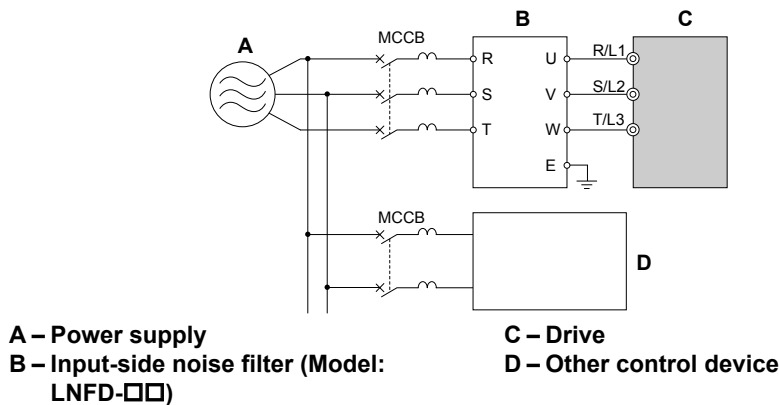 B C
A MCCB
R U R/L1
S V S/L2
T W T/L3
E
MCCB
D
A – Power supply
B – Input-side noise filter (Model:
LNFD-□□)
C – Drive
D – Other control device